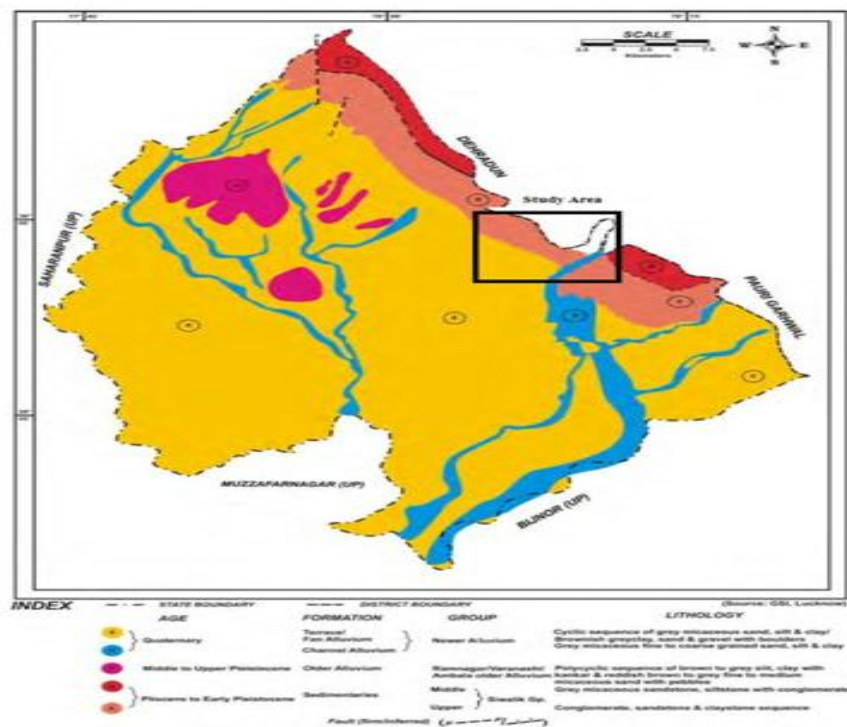 SCALE
Kilometers
N
W E
S
DEHRADUN
Study Area
SAHARANPUR (UP)
PAURI GARHWAL
MUZZAFARNAGAR (UP)
BIJNOR (UP)
INDEX
STATE BOUNDARY DISTRICT BOUNDARY (Source: GSI, Lucknow)
AGE FORMATION GROUP LITHOLOGY
Quaternary Terrace/ Fan Alluvium Newer Alluvium Cyclic sequence of grey micaceous sand, silt & clay/
Brownish greyclay, sand & gravel with boulders
Channel Alluvium Grey micaceous fine to coarse grained sand, silt & clay
Middle to Upper Pleistocene Older Alluvium Older Alluvium Polycyclic sequence of brown to grey silt, clay with
kankar & reddish brown to grey fine to medium
micaceous sand with pebbles
Pliocene to Early Pleistocene Sedimentaries Middle Siwalik Gp. Grey micaceous sandstone, siltstone with conglomerate
Upper Conglomerate, sandstone & claystone sequence
Fault